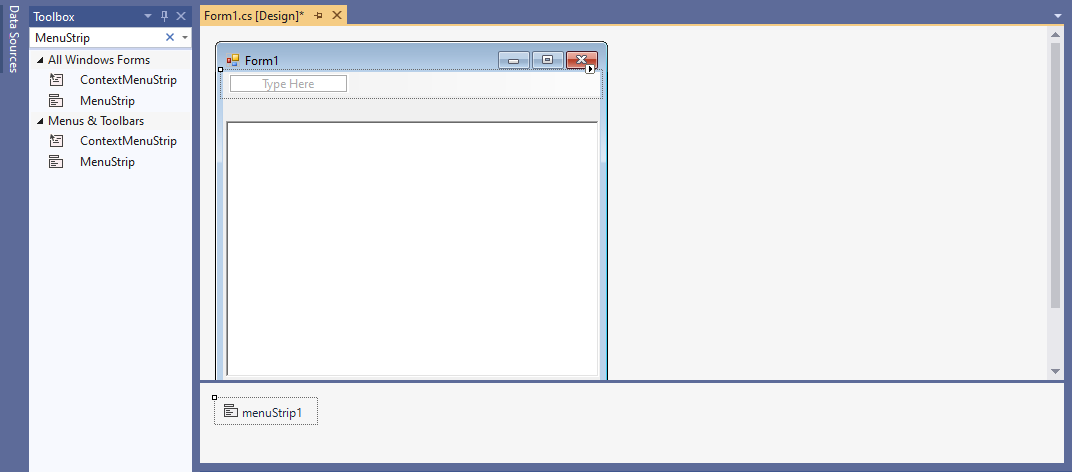 Data Sources
Toolbox
MenuStrip
All Windows Forms
ContextMenuStrip
MenuStrip
Menus & Toolbars
ContextMenuStrip
MenuStrip
Form1.cs [Design]*
Form1
Type Here
menuStrip1